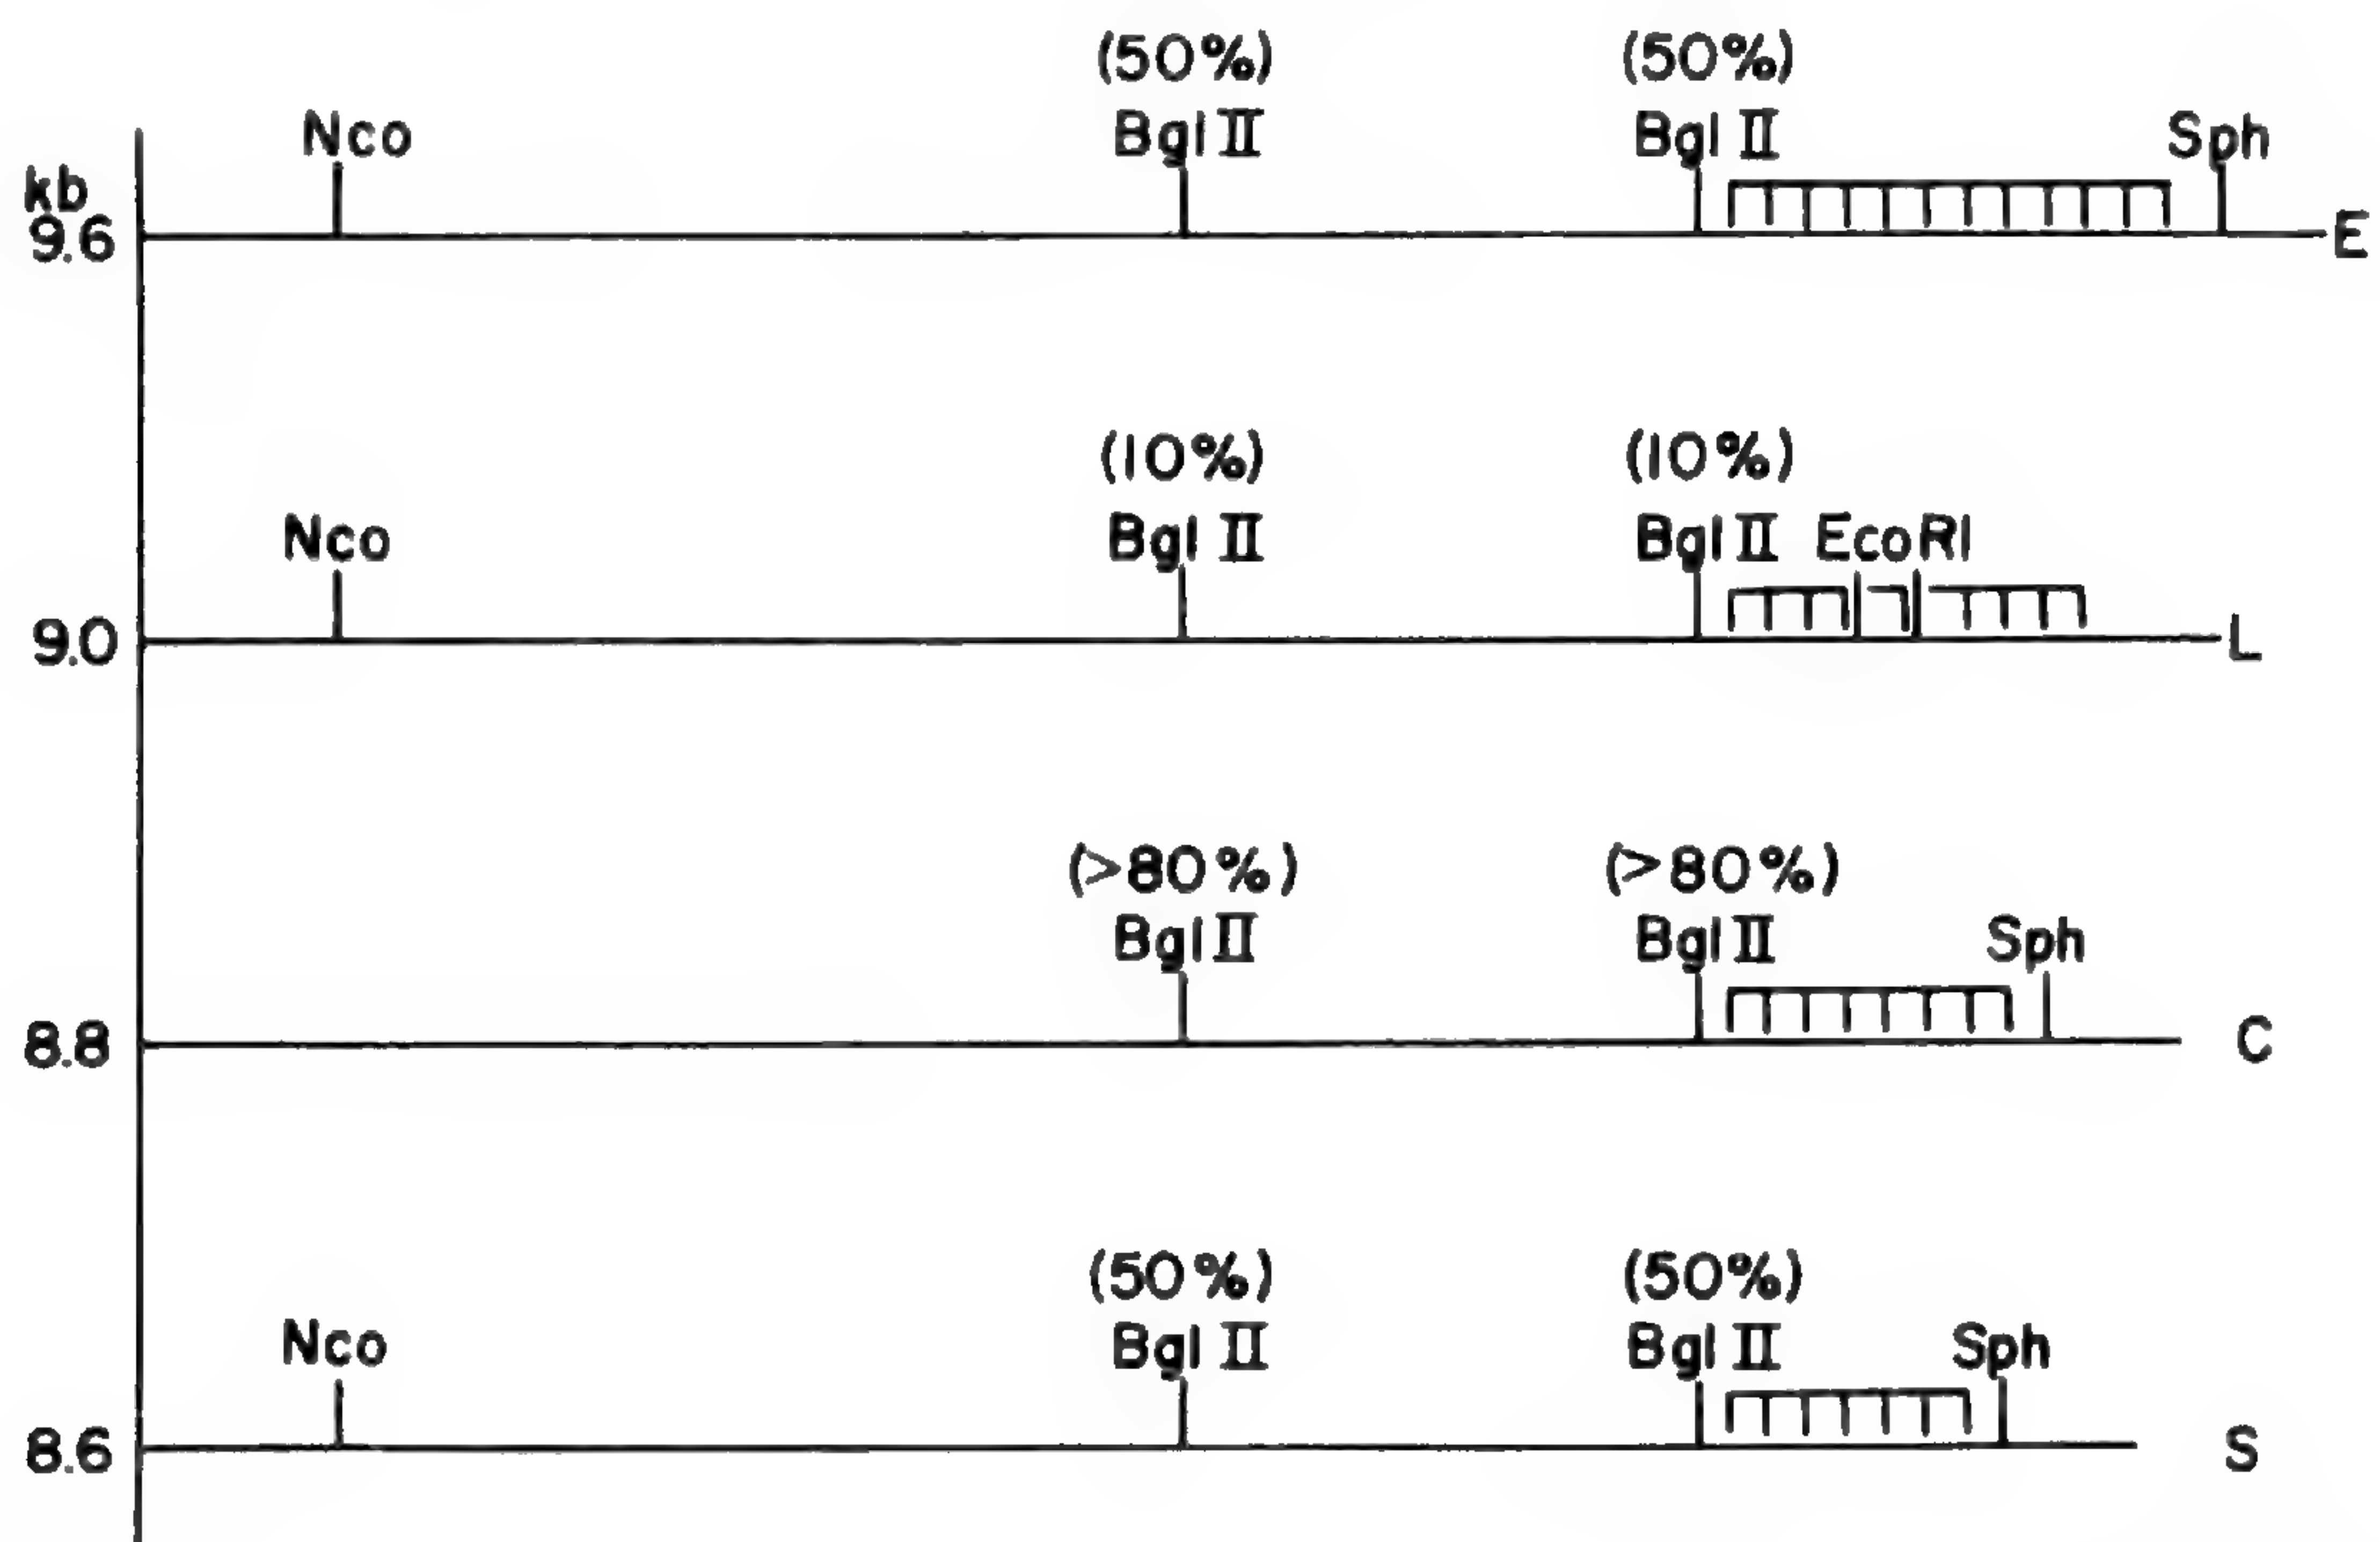 (50%) (50%)
Nco Bgl II Bgl II Sph
kb
9.6 E
(10%) (10%)
Nco Bgl II Bgl II EcoRI
9.0 L
(>80%) (>80%)
Bgl II Bgl II Sph
8.8 C
(50%) (50%)
Nco Bgl II Bgl II Sph
8.6 S